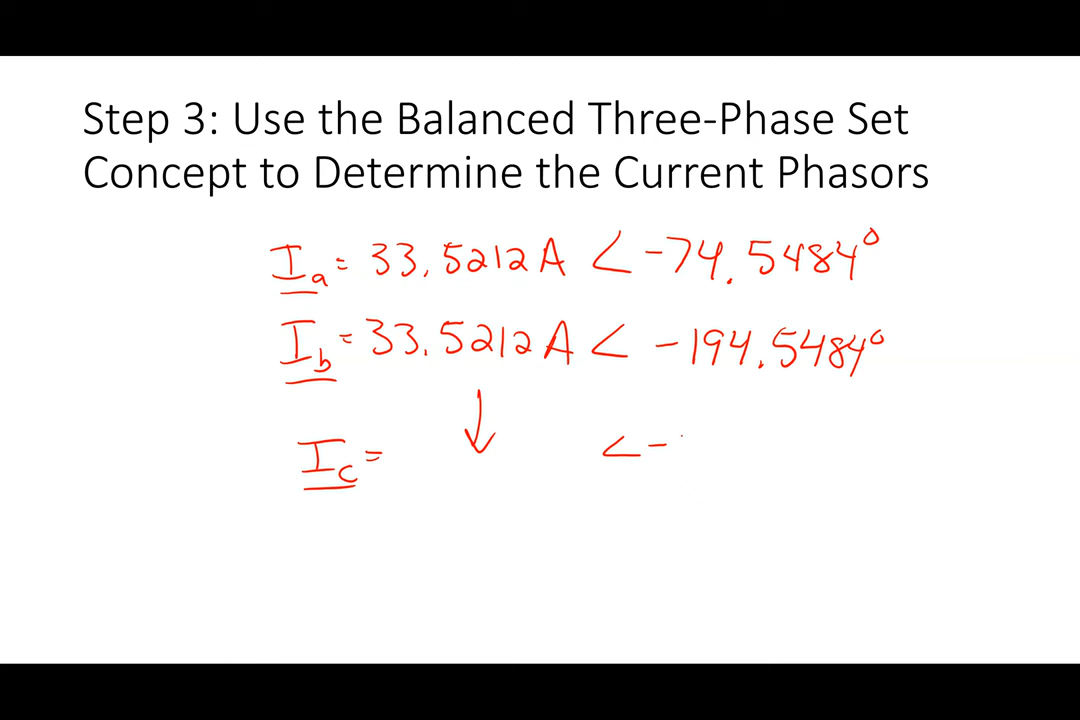 Step 3: Use the Balanced Three-Phase Set
Concept to Determine the Current Phasors
Ia = 33.5212 A < -74.5484°
Ib = 33.5212 A < -194.5484°
Ic = ↓ < -